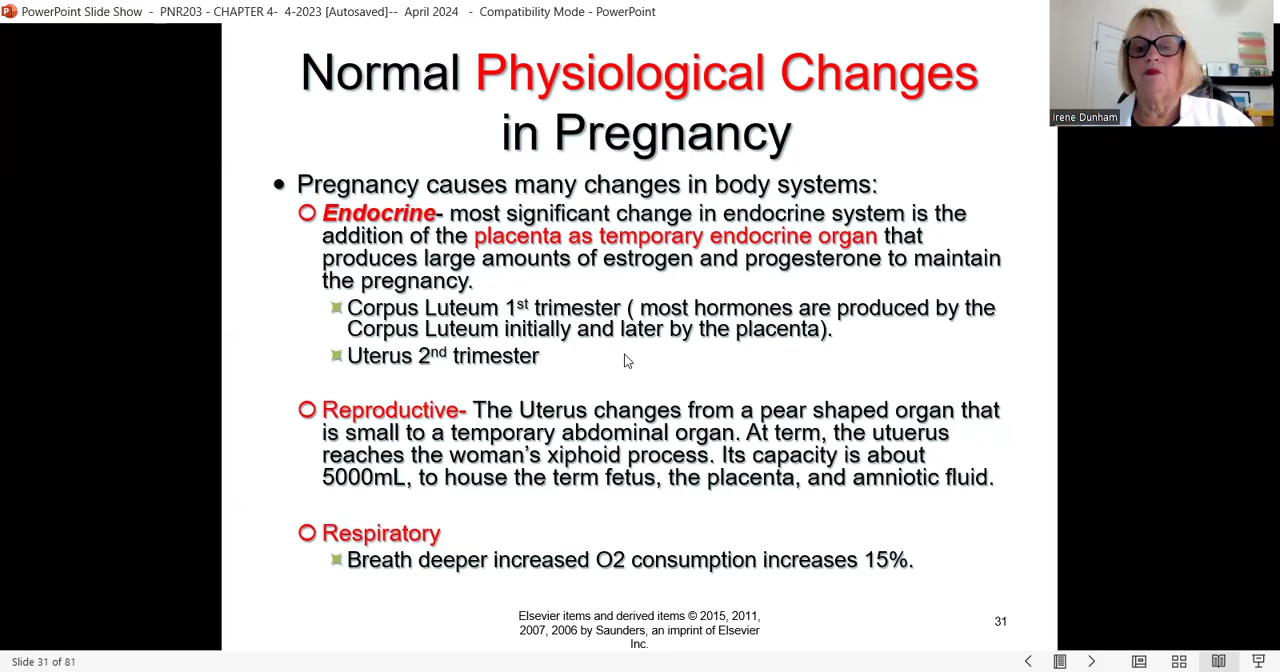 PowerPoint Slide Show - PNR203 - CHAPTER 4- 4-2023 [Autosaved]-- April 2024 - Compatibility Mode - PowerPoint
Normal Physiological Changes
in Pregnancy
Irene Dunham
• Pregnancy causes many changes in body systems:
Endocrine- most significant change in endocrine system is the
addition of the placenta as temporary endocrine organ that
produces large amounts of estrogen and progesterone to maintain
the pregnancy.
Corpus Luteum 1st trimester ( most hormones are produced by the
Corpus Luteum initially and later by the placenta).
Uterus 2nd trimester
Reproductive- The Uterus changes from a pear shaped organ that
is small to a temporary abdominal organ. At term, the utuerus
reaches the woman's xiphoid process. Its capacity is about
5000mL, to house the term fetus, the placenta, and amniotic fluid.
Respiratory
Breath deeper increased O2 consumption increases 15%.
Elsevier items and derived items © 2015, 2011,
2007, 2006 by Saunders, an imprint of Elsevier
Inc.
31
Slide 31 of 81